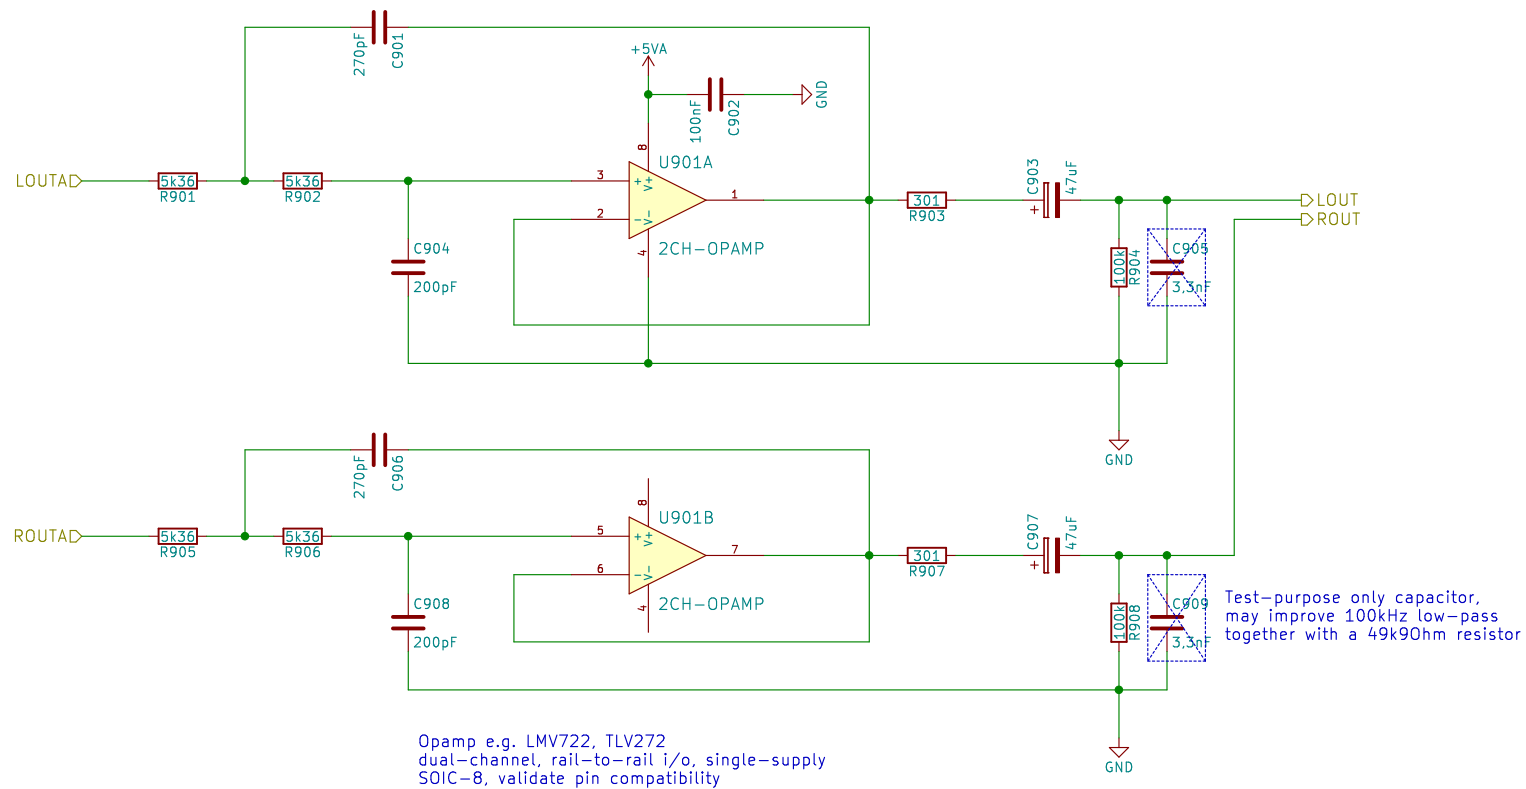 270pF
C901
+5VA
100nF
C902
GND
8
U901A
LOUTA
5k36
R901
5k36
R902
3
+
V+
1
2
-
V-
4
2CH-OPAMP
301
R903
C903
+
47uF
LOUT
ROUT
C904
200pF
100k
R904
C905
3,3nF
GND
270pF
C906
8
U901B
ROUTA
5k36
R905
5k36
R906
5
+
V+
7
6
-
V-
4
2CH-OPAMP
301
R907
C907
+
47uF
C908
200pF
100k
R908
C909
3,3nF
Test-purpose only capacitor,
may improve 100kHz low-pass
together with a 49k9Ohm resistor
GND
Opamp e.g. LMV722, TLV272
dual-channel, rail-to-rail i/o, single-supply
SOIC-8, validate pin compatibility